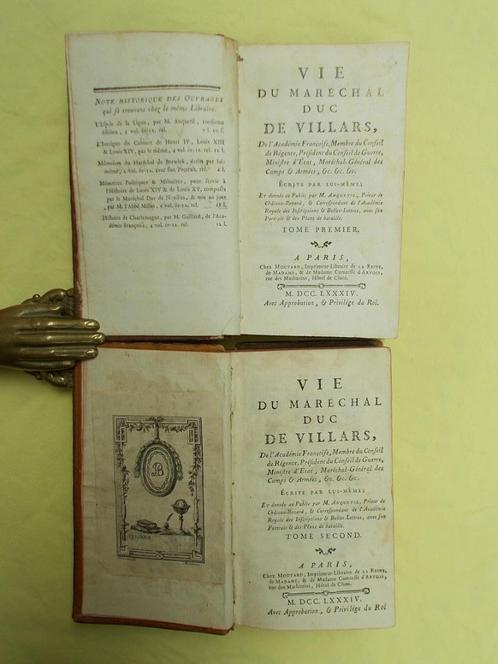 NOTE HISTORIQUE DES OUVRAGES
qui se trouvent chez le même Libraire.
L'Esprit de la Ligue, par M. Anquetil,
édition, 3 vol. in-12. rel.
L'Intrigue du Cabinet de Henri IV, Louis XIII
& Louis XIV, par le même, 4 vol. in-12. rel. 12 l.
Mémoires du Maréchal de Berwick, écrits par lui-
même, 2 vol. in-12. avec son Portrait, rel.
Mémoires Politiques & Militaires, pour servir à
l'Histoire de Louis XIV & de Louis XV, composés
par le Maréchal Duc de Noailles, & mis au jour
par M. l'Abbé Millot, 6 vol. in-12. rel. 18 l.
Histoire de Charlemagne, par M. Gaillard, de l'Aca-
démie Françoise, 4 vol. in-12. rel. 12 l.
VIE
DU MARECHAL
DUC
DE VILLARS,
De l'Académie Françoise, Membre du Conseil
de Régence, Président du Conseil de Guerre,
Ministre d'Etat, Maréchal-Général des
Camps & Armées, &c. &c. &c.
ÉCRITE PAR LUI-MÊME;
Et donnée au Public par M. ANQUETIL, Prieur de
Château-Renard, & Correspondant de l'Académie
Royale des Inscriptions & Belles-Lettres, avec son
Portrait & des Plans de bataille.
TOME PREMIER.
A PARIS,
Chez MOUTARD, Imprimeur-Libraire de LA REINE,
de MADAME, & de Madame Comtesse d'ARTOIS,
rue des Mathurins, Hôtel de Cluni.
M. DCC. LXXXIV.
Avec Approbation, & Privilége du Roi.
VIE
DU MARECHAL
DUC
DE VILLARS,
De l'Académie Françoise, Membre du Conseil
de Régence, Président du Conseil de Guerre,
Ministre d'Etat, Maréchal-Général des
Camps & Armées, &c. &c. &c.
ÉCRITE PAR LUI-MÊME;
Et donnée au Public par M. ANQUETIL, Prieur de
Château-Renard, & Correspondant de l'Académie
Royale des Inscriptions & Belles-Lettres, avec son
Portrait & des Plans de bataille.
TOME SECOND.
A PARIS,
Chez MOUTARD, Imprimeur-Libraire de LA REINE,
de MADAME, & de Madame Comtesse d'ARTOIS,
rue des Mathurins, Hôtel de Cluni.
M. DCC. LXXXIV.
Avec Approbation, & Privilége du Roi